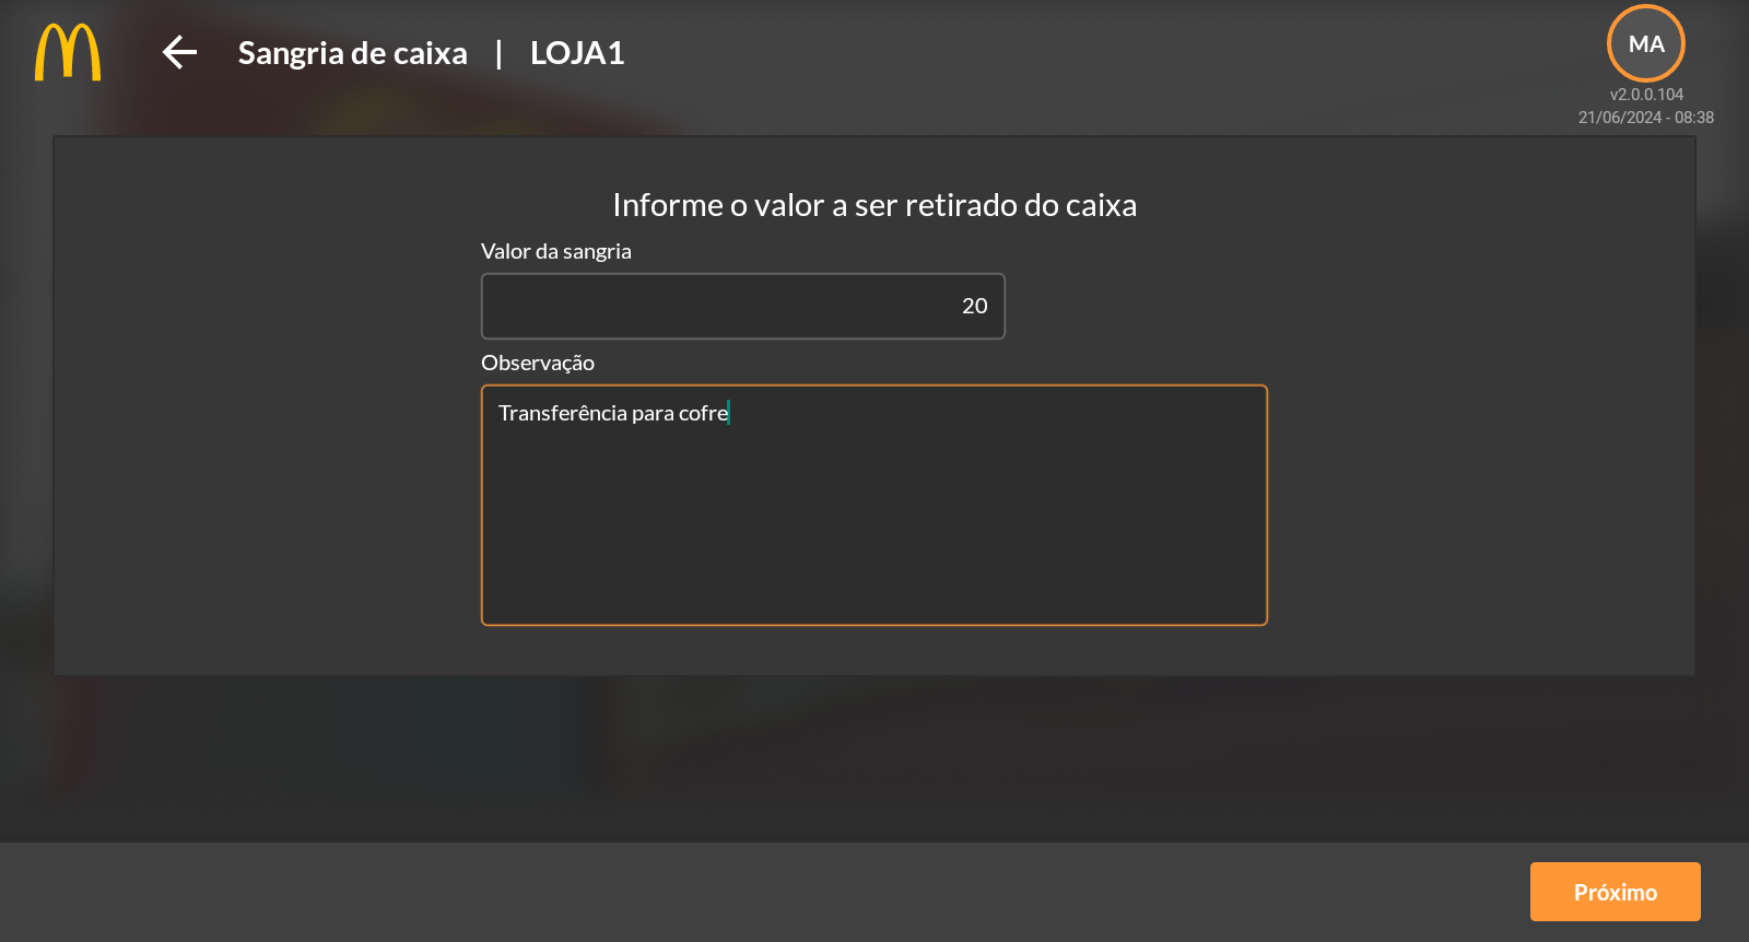 Sangria de caixa | LOJA1
MA
v2.0.0.104
21/06/2024 - 08:38
Informe o valor a ser retirado do caixa
Valor da sangria
20
Observação
Transferência para cofre
Próximo